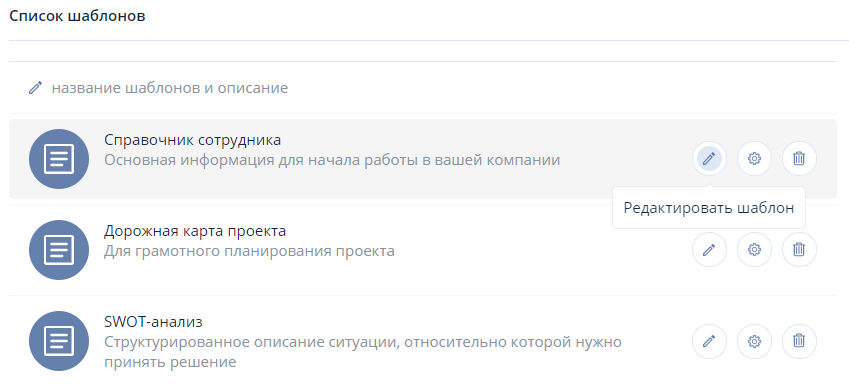 Список шаблонов
название шаблонов и описание
Справочник сотрудника
Основная информация для начала работы в вашей компании
Редактировать шаблон
Дорожная карта проекта
Для грамотного планирования проекта
SWOT-анализ
Структурированное описание ситуации, относительно которой нужно
принять решение